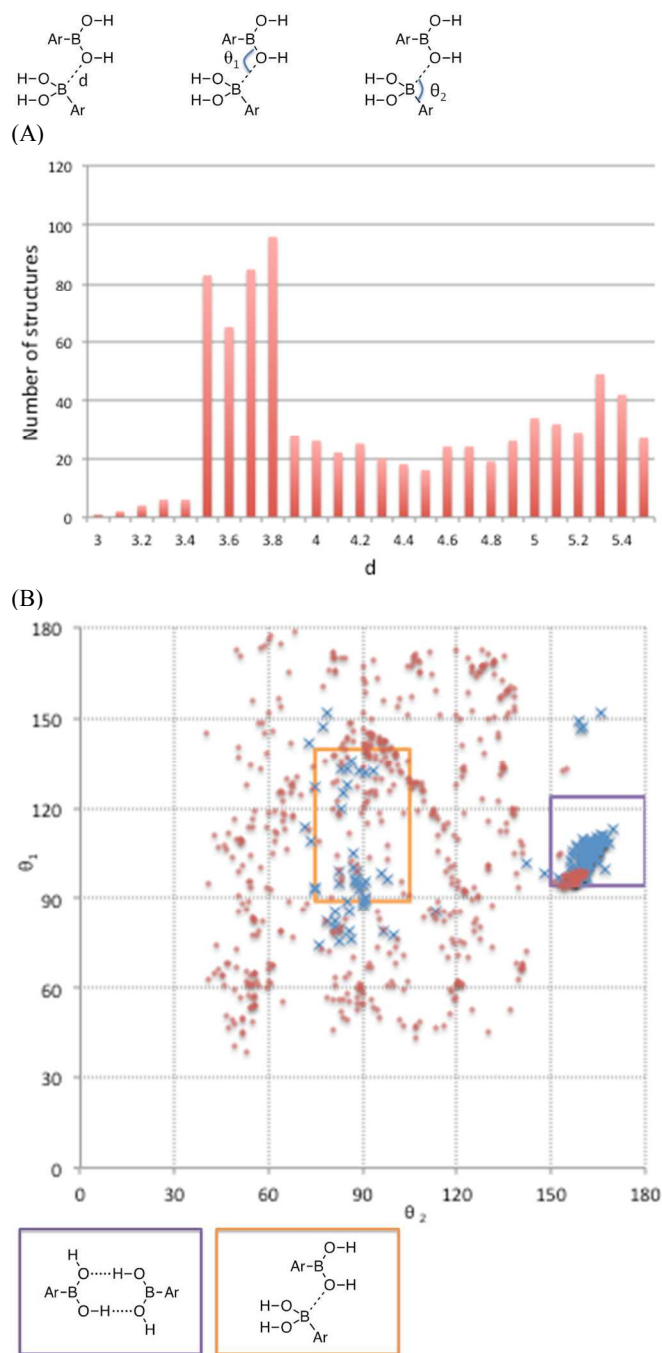 O-H O-H O-H
Ar-B Ar-B Ar-B
O-H θ₁ O-H O-H
H-O d H-O H-O
B B B θ₂
H-O H-O H-O
Ar Ar Ar
(A)
120
100
80
60
40
20
0
Number of structures
3 3.2 3.4 3.6 3.8 4 4.2 4.4 4.6 4.8 5 5.2 5.4
d
(B)
180
150
120
90
60
30
0
θ₁
0 30 60 90 120 150 180
θ₂
H
O H-O
Ar-B B-Ar
O-H O
H
O-H
Ar-B
O-H
H-O
B
H-O
Ar